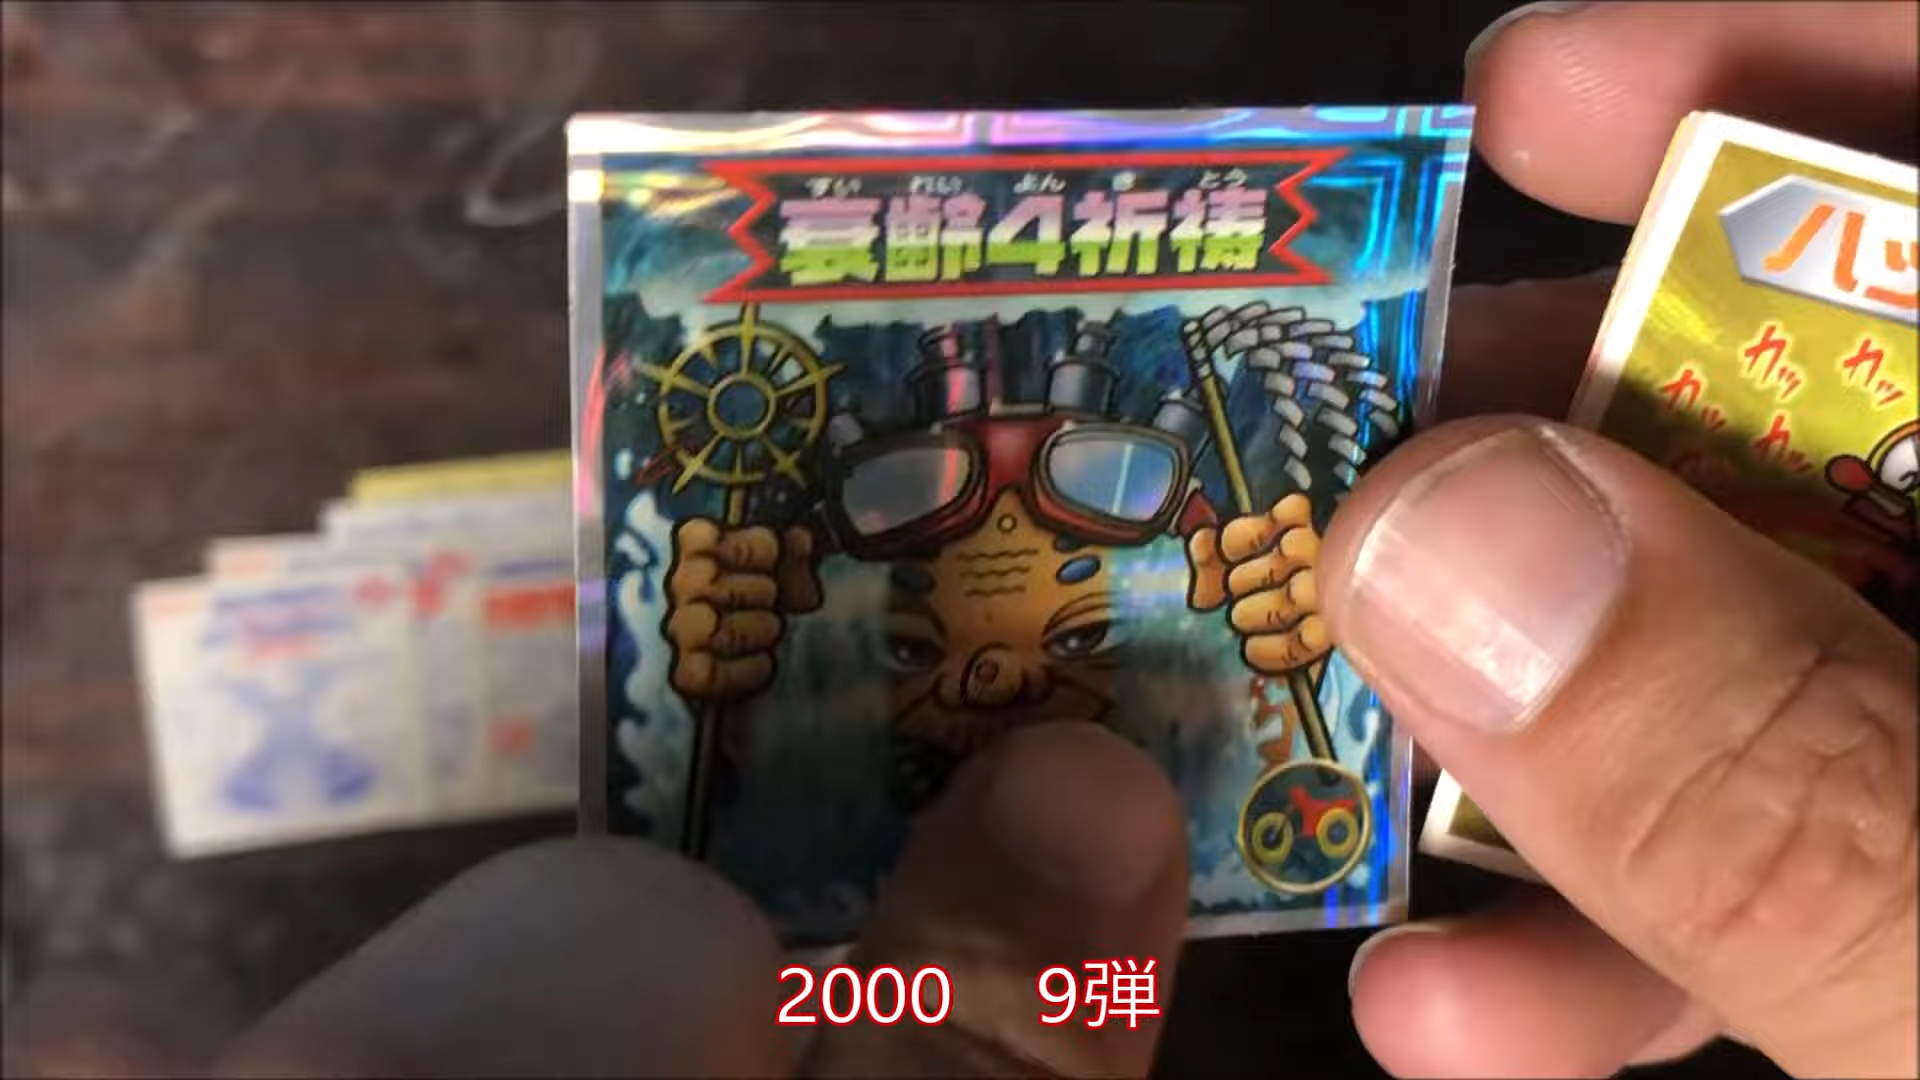 すい れい よん き とう
衰齢4祈祷
ハッ
カッ カッ
カッ カッ
2000 9弾